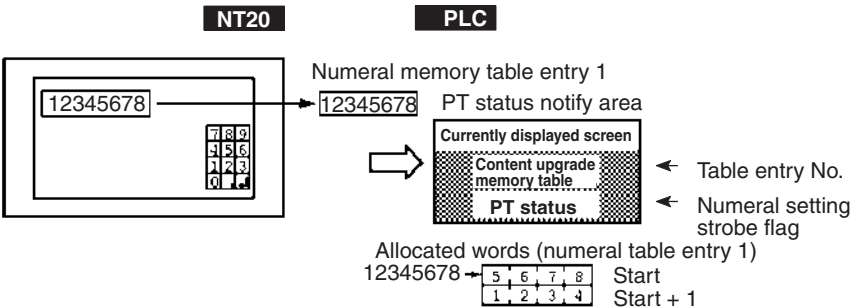 NT20 PLC
Numeral memory table entry 1
12345678 12345678 PT status notify area
7 8 9
4 5 6
1 2 3
0 .
Currently displayed screen
Content upgrade
memory table
PT status
Table entry No.
Numeral setting
strobe flag
Allocated words (numeral table entry 1)
12345678 5 6 7 8 Start
1 2 3 4 Start + 1